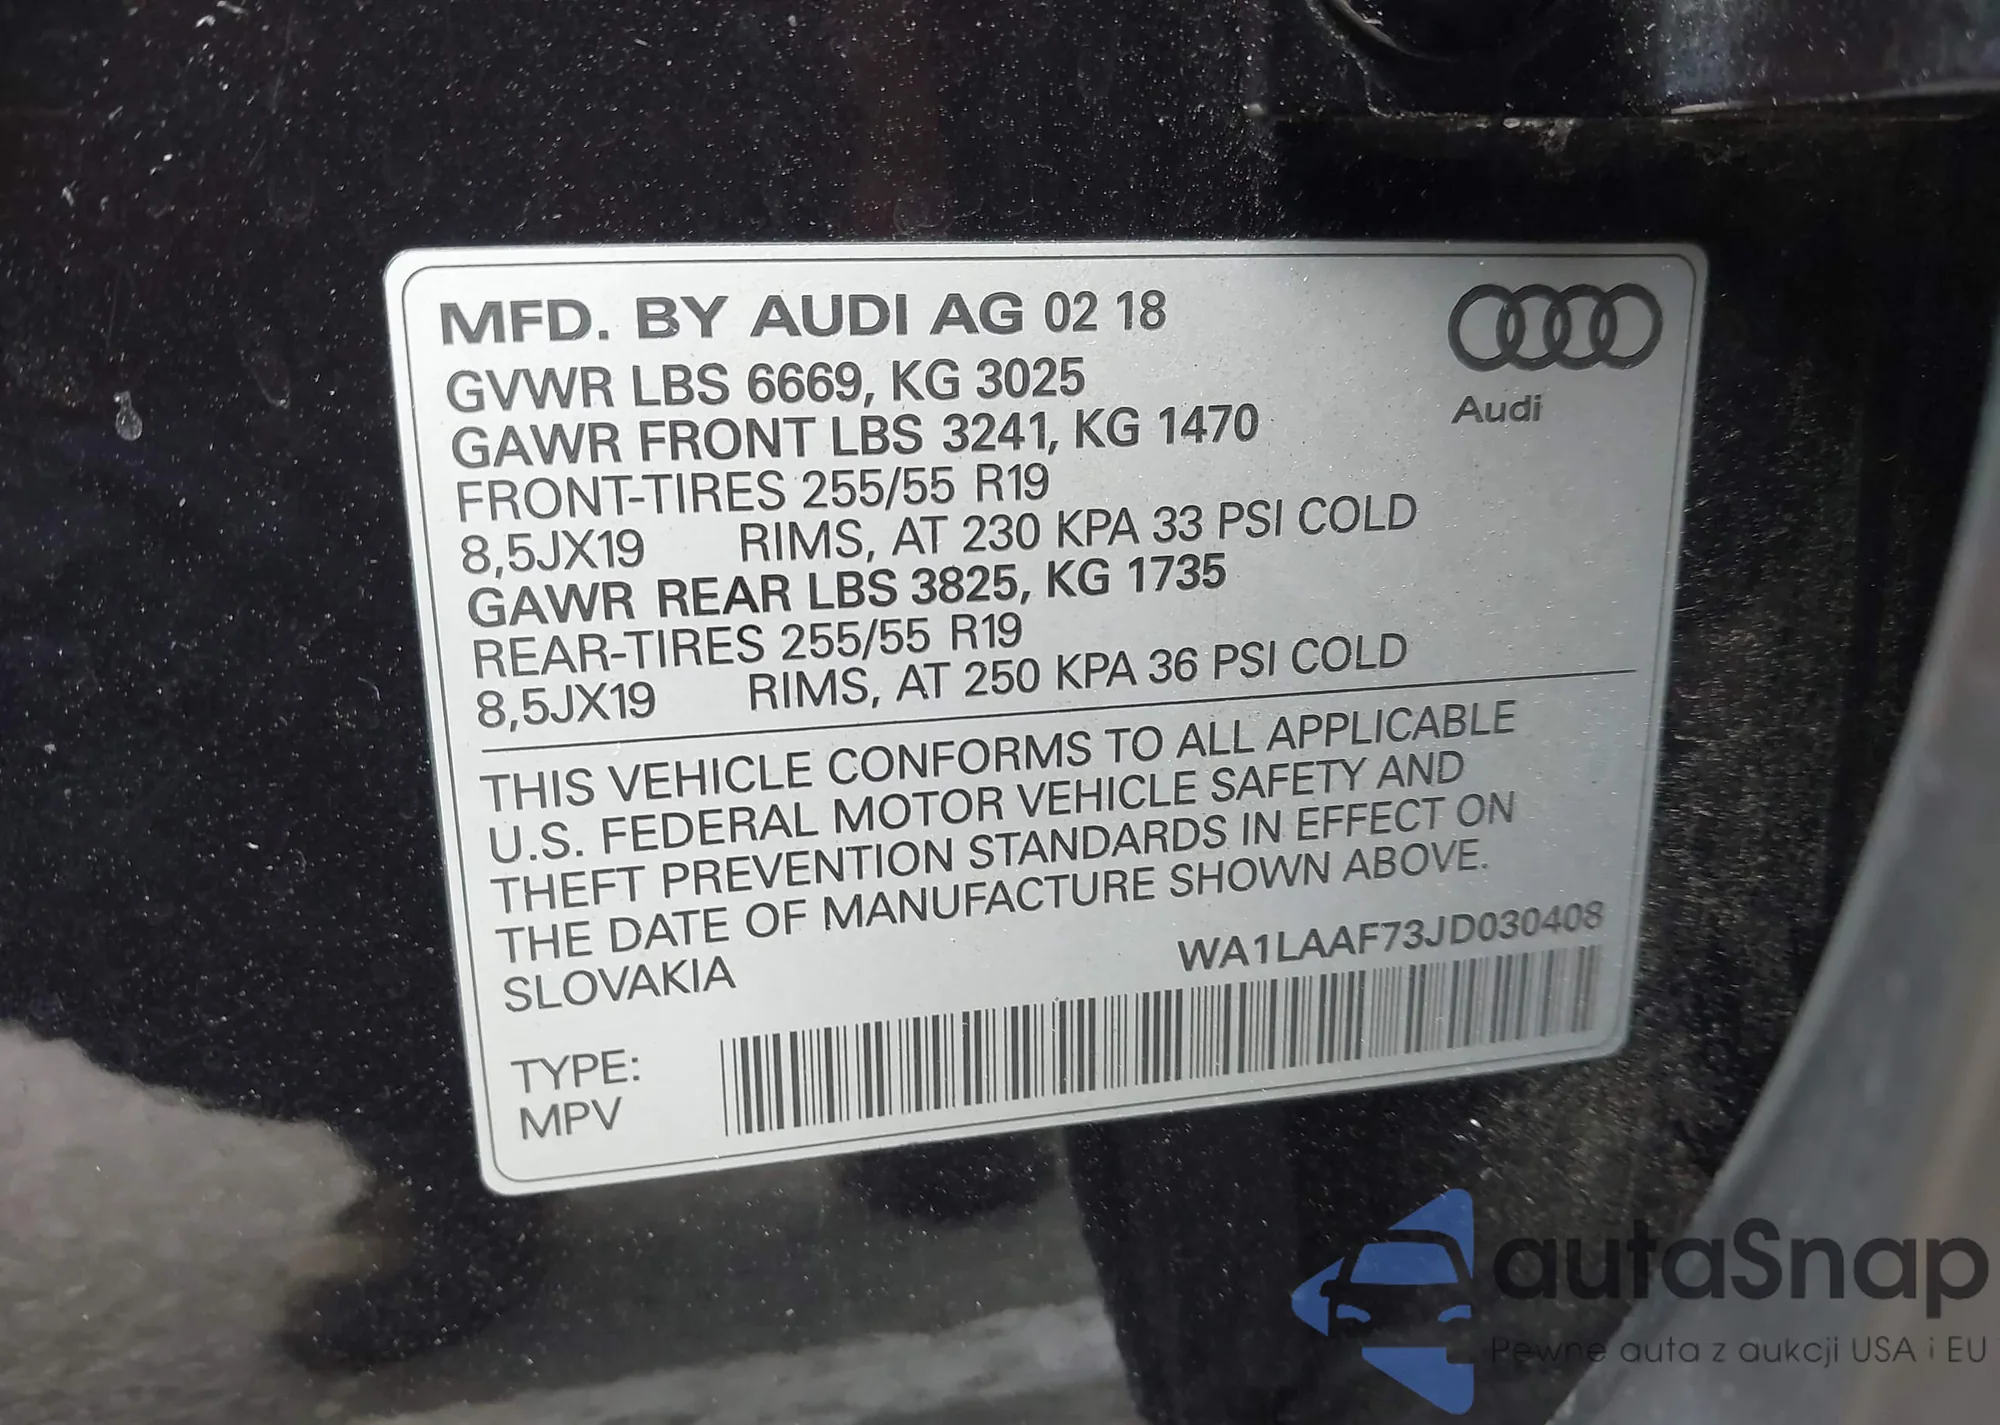 MFD. BY AUDI AG 02 18
GVWR LBS 6669, KG 3025
GAWR FRONT LBS 3241, KG 1470
FRONT-TIRES 255/55 R19
8,5JX19 RIMS, AT 230 KPA 33 PSI COLD
GAWR REAR LBS 3825, KG 1735
REAR-TIRES 255/55 R19
8,5JX19 RIMS, AT 250 KPA 36 PSI COLD
Audi
THIS VEHICLE CONFORMS TO ALL APPLICABLE
U.S. FEDERAL MOTOR VEHICLE SAFETY AND
THEFT PREVENTION STANDARDS IN EFFECT ON
THE DATE OF MANUFACTURE SHOWN ABOVE.
SLOVAKIA
WA1LAAF73JD030408
TYPE:
MPV
autaSnap
Pewne auta z aukcji USA i EU